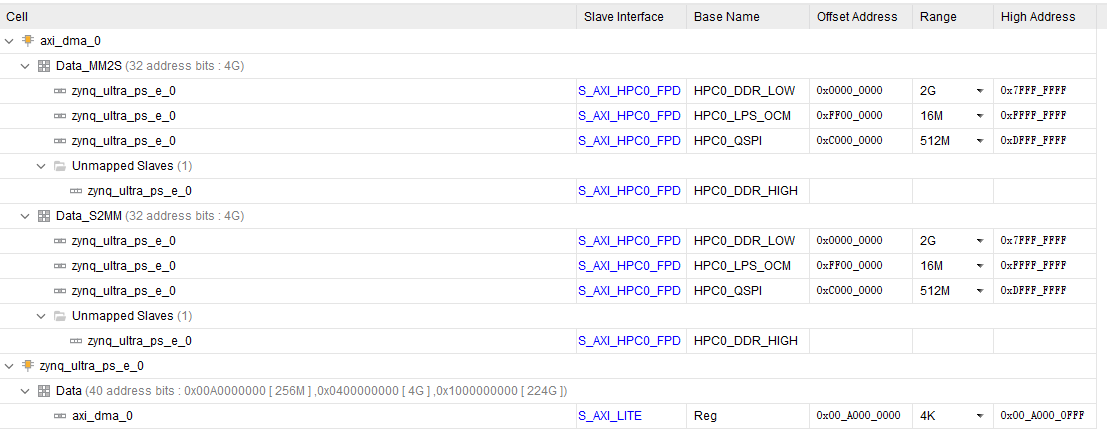 Cell Slave Interface Base Name Offset Address Range High Address
axi_dma_0
Data_MM2S (32 address bits : 4G)
zynq_ultra_ps_e_0 S_AXI_HPC0_FPD HPC0_DDR_LOW 0x0000_0000 2G 0x7FFF_FFFF
zynq_ultra_ps_e_0 S_AXI_HPC0_FPD HPC0_LPS_OCM 0xFF00_0000 16M 0xFFFF_FFFF
zynq_ultra_ps_e_0 S_AXI_HPC0_FPD HPC0_QSPI 0xC000_0000 512M 0xDFFF_FFFF
Unmapped Slaves (1)
zynq_ultra_ps_e_0 S_AXI_HPC0_FPD HPC0_DDR_HIGH
Data_S2MM (32 address bits : 4G)
zynq_ultra_ps_e_0 S_AXI_HPC0_FPD HPC0_DDR_LOW 0x0000_0000 2G 0x7FFF_FFFF
zynq_ultra_ps_e_0 S_AXI_HPC0_FPD HPC0_LPS_OCM 0xFF00_0000 16M 0xFFFF_FFFF
zynq_ultra_ps_e_0 S_AXI_HPC0_FPD HPC0_QSPI 0xC000_0000 512M 0xDFFF_FFFF
Unmapped Slaves (1)
zynq_ultra_ps_e_0 S_AXI_HPC0_FPD HPC0_DDR_HIGH
zynq_ultra_ps_e_0
Data (40 address bits : 0x00A0000000 [ 256M ] ,0x0400000000 [ 4G ] ,0x1000000000 [ 224G ])
axi_dma_0 S_AXI_LITE Reg 0x00_A000_0000 4K 0x00_A000_0FFF